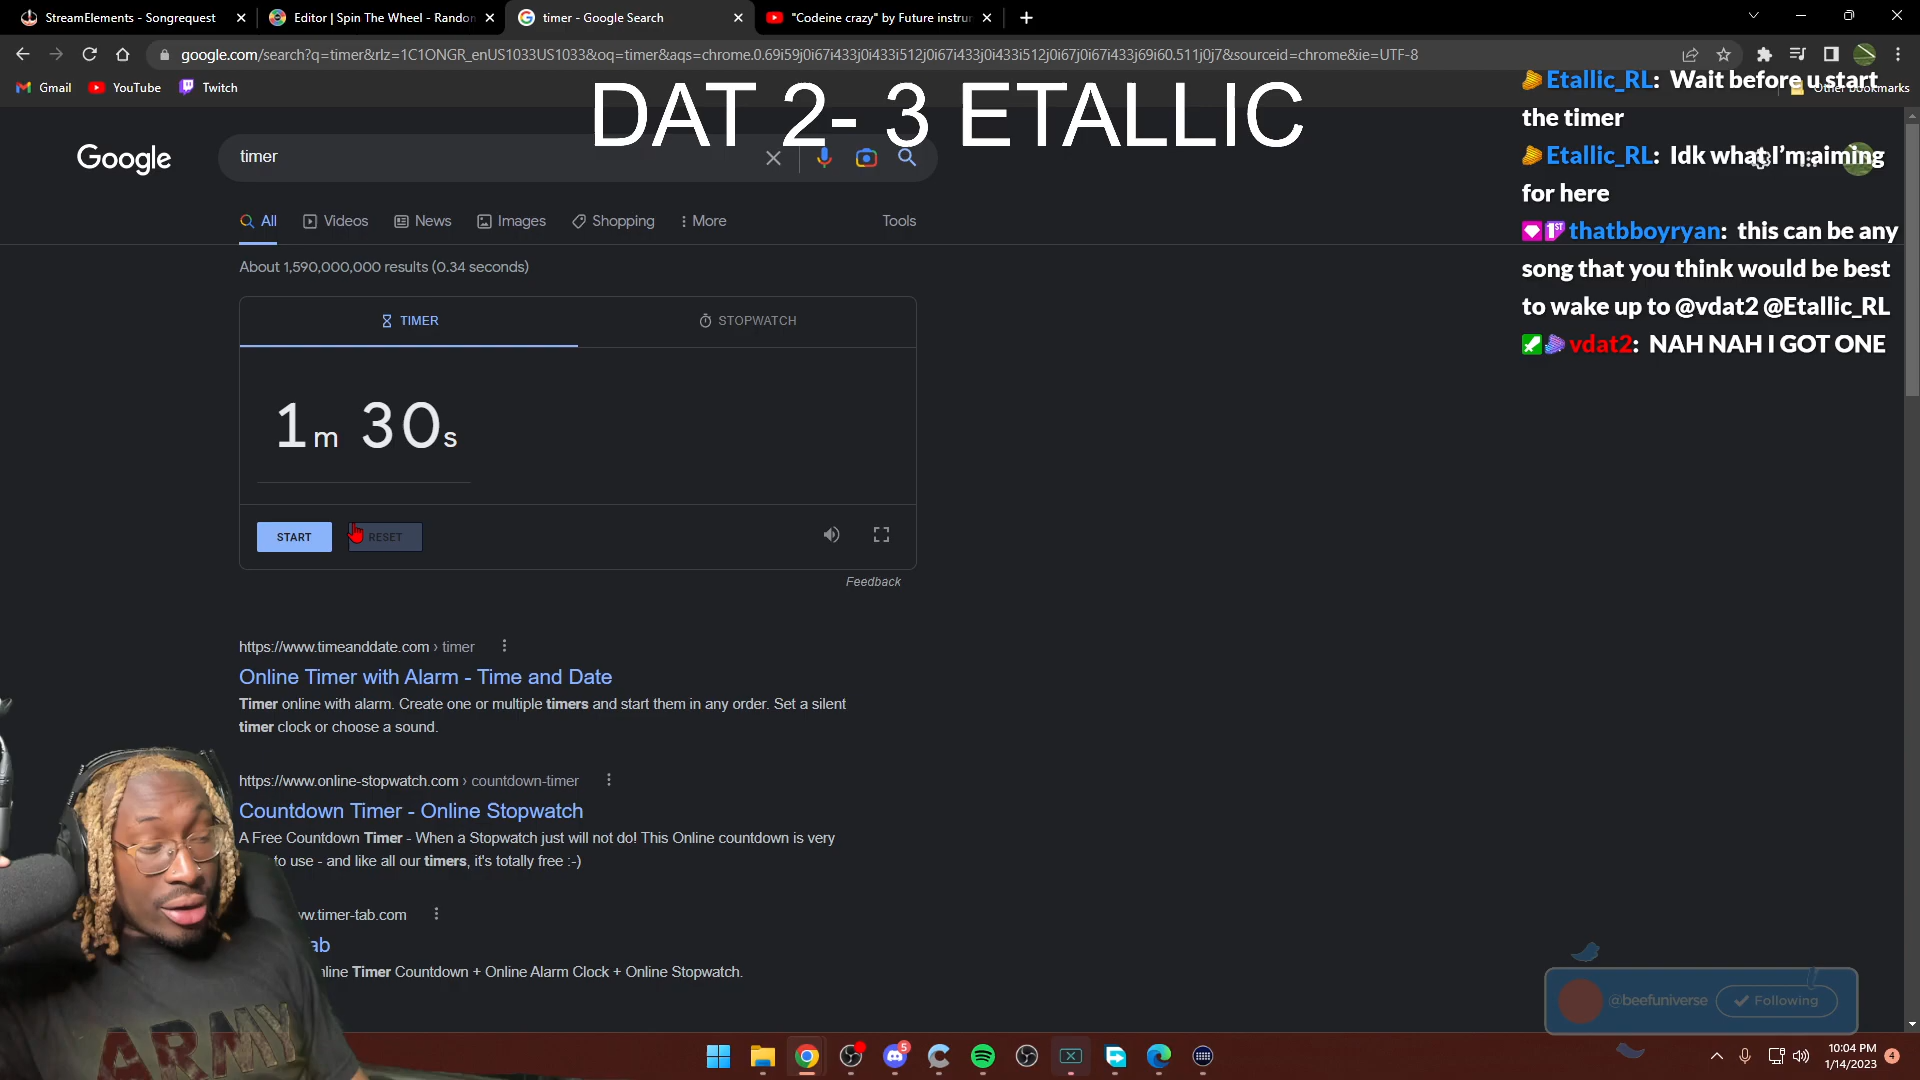 StreamElements - Songrequest
Editor | Spin The Wheel - Random
timer - Google Search
"Codeine crazy" by Future instru
google.com/search?q=timer&rlz=1C1ONGR_enUS1033US1033&oq=timer&aqs=chrome.0.69i59j0i67i433j0i433i512j0i67i433j0i433i512j0i67j0i67i433j69i60.511j0j7&sourceid=chrome&ie=UTF-8
Gmail YouTube Twitch
Other bookmarks
DAT 2- 3 ETALLIC
Etallic_RL: Wait before u start
the timer
Etallic_RL: Idk what I'm aiming
for here
thatbboyryan: this can be any
song that you think would be best
to wake up to @vdat2 @Etallic_RL
vdat2: NAH NAH I GOT ONE
Google
timer
All Videos News Images Shopping More Tools
About 1,590,000,000 results (0.34 seconds)
TIMER STOPWATCH
1m 30s
START RESET
Feedback
https://www.timeanddate.com › timer
Online Timer with Alarm - Time and Date
Timer online with alarm. Create one or multiple timers and start them in any order. Set a silent
timer clock or choose a sound.
https://www.online-stopwatch.com › countdown-timer
Countdown Timer - Online Stopwatch
A Free Countdown Timer - When a Stopwatch just will not do! This Online countdown is very
to use - and like all our timers, it's totally free :-)
w.timer-tab.com
ab
line Timer Countdown + Online Alarm Clock + Online Stopwatch.
ARMY
@beefuniverse Following
5
10:04 PM
1/14/2023
4